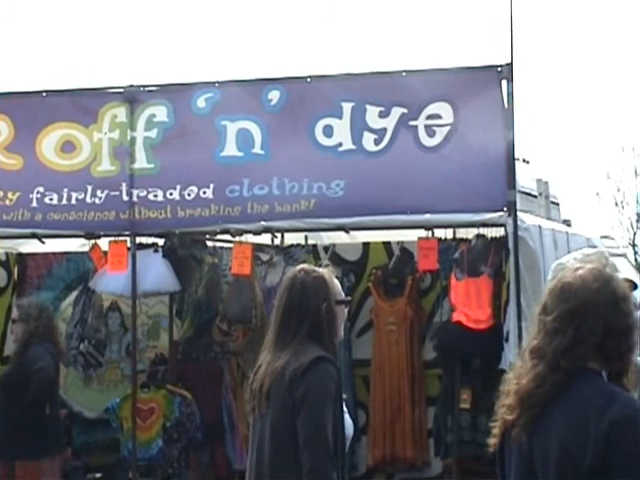 off 'n' dye
fairly-traded clothing
with a conscience without breaking the bank!